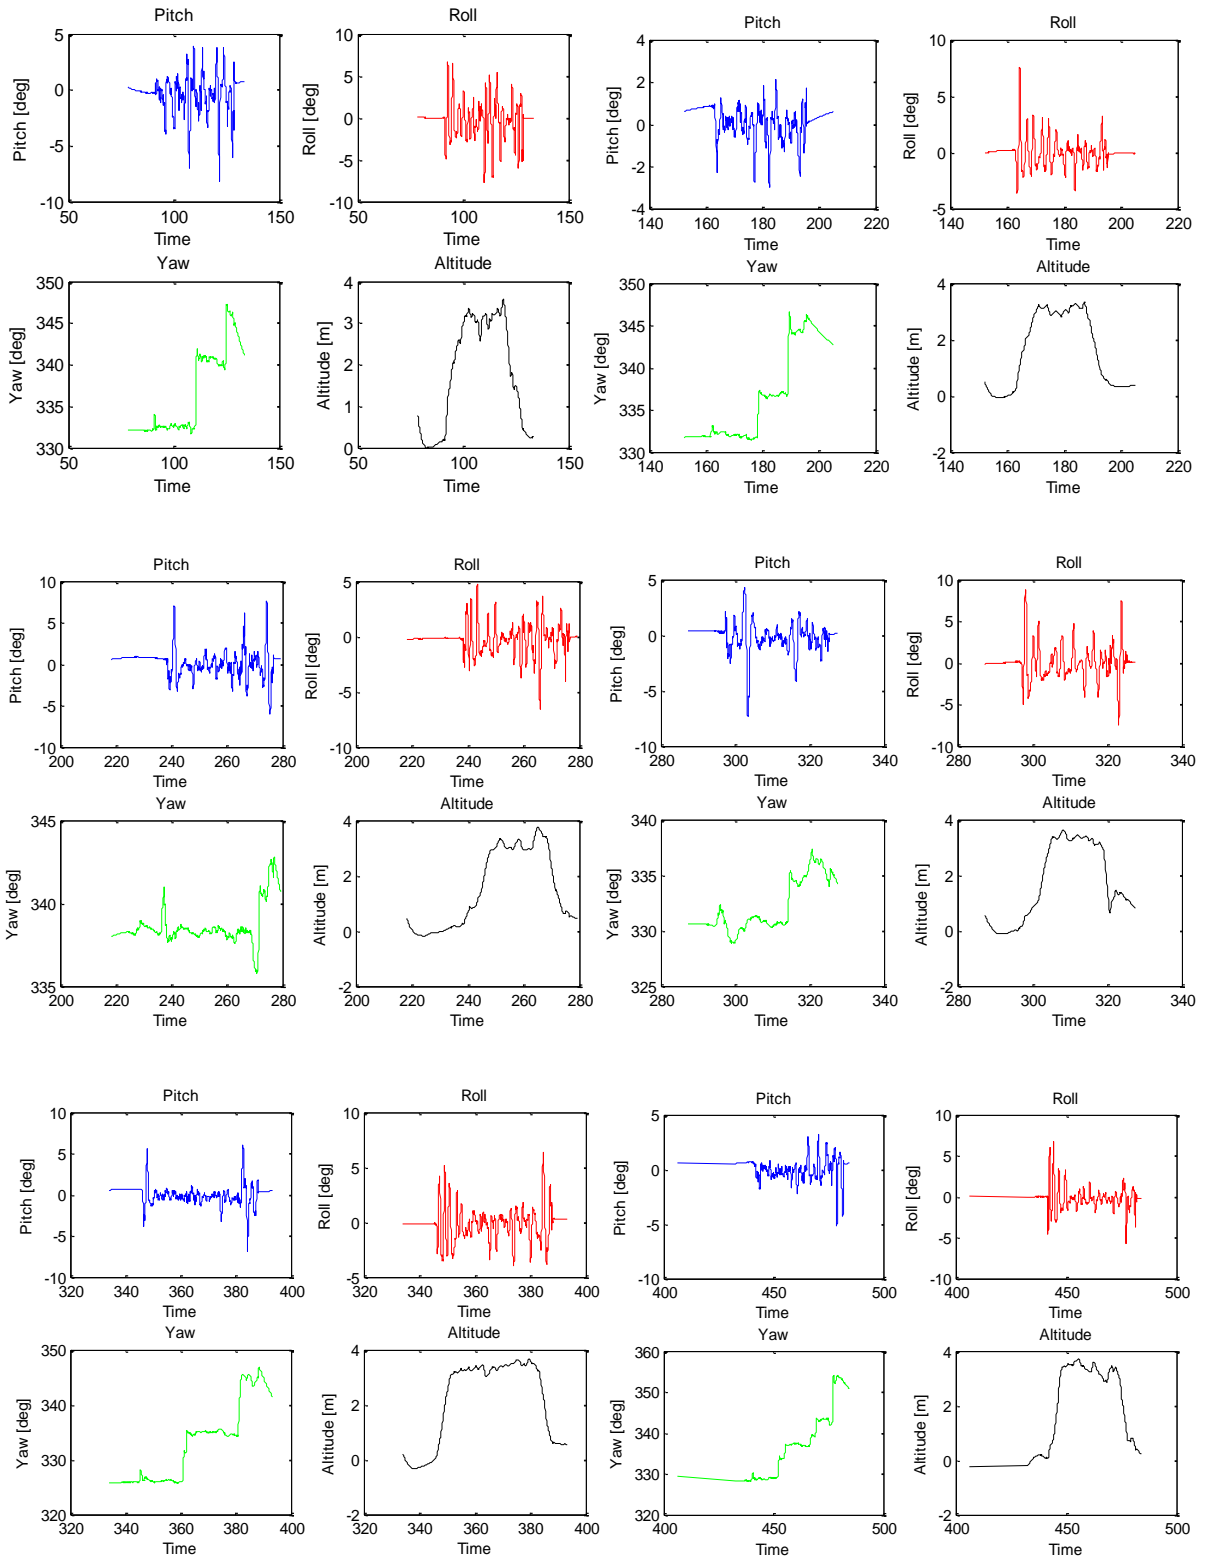 Pitch
Roll
Pitch
Roll
5
0
-5
-10
Pitch [deg]
50
100
150
Time
10
5
0
-5
-10
Roll [deg]
50
100
150
Time
4
2
0
-2
-4
Pitch [deg]
140
160
180
200
220
Time
10
5
0
-5
Roll [deg]
140
160
180
200
220
Time
Yaw
Altitude
Yaw
Altitude
350
345
340
335
330
Yaw [deg]
50
100
150
Time
4
3
2
1
0
Altitude [m]
50
100
150
Time
350
345
340
335
330
Yaw [deg]
140
160
180
200
220
Time
4
2
0
-2
Altitude [m]
140
160
180
200
220
Time
Pitch
Roll
Pitch
Roll
10
5
0
-5
-10
Pitch [deg]
200
220
240
260
280
Time
5
0
-5
-10
Roll [deg]
200
220
240
260
280
Time
5
0
-5
-10
Pitch [deg]
280
300
320
340
Time
10
5
0
-5
-10
Roll [deg]
280
300
320
340
Time
Yaw
Altitude
Yaw
Altitude
345
340
335
Yaw [deg]
200
220
240
260
280
Time
4
2
0
-2
Altitude [m]
200
220
240
260
280
Time
340
335
330
325
Yaw [deg]
280
300
320
340
Time
4
2
0
-2
Altitude [m]
280
300
320
340
Time
Pitch
Roll
Pitch
Roll
10
5
0
-5
-10
Pitch [deg]
320
340
360
380
400
Time
10
5
0
-5
Roll [deg]
320
340
360
380
400
Time
5
0
-5
-10
Pitch [deg]
400
450
500
Time
10
5
0
-5
-10
Roll [deg]
400
450
500
Time
Yaw
Altitude
Yaw
Altitude
350
340
330
320
Yaw [deg]
320
340
360
380
400
Time
4
2
0
-2
Altitude [m]
320
340
360
380
400
Time
360
350
340
330
320
Yaw [deg]
400
450
500
Time
4
2
0
-2
Altitude [m]
400
450
500
Time